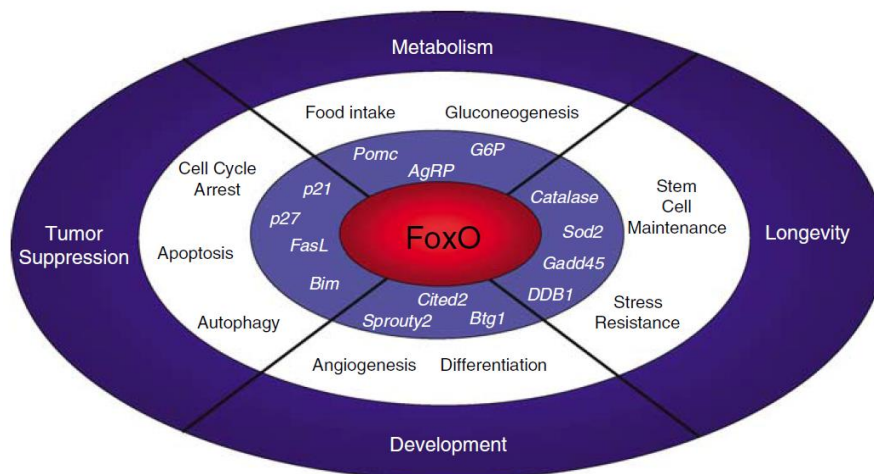 Metabolism
Food intake
Gluconeogenesis
Pomc
G6P
AgRP
Cell Cycle
Arrest
p21
p27
FasL
Bim
Apoptosis
Autophagy
Tumor
Suppression
FoxO
Catalase
Sod2
Gadd45
DDB1
Stem
Cell
Maintenance
Stress
Resistance
Longevity
Cited2
Sprouty2
Btg1
Angiogenesis
Differentiation
Development